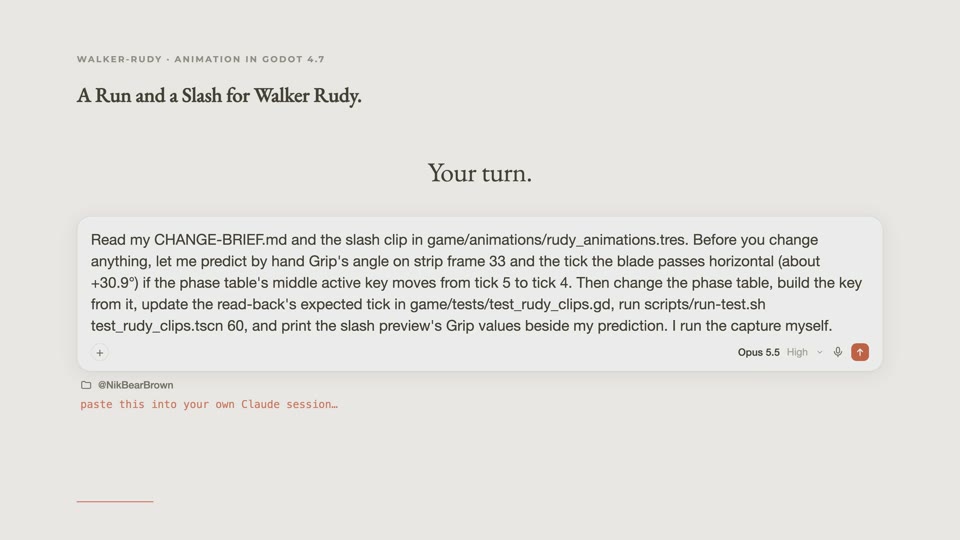 WALKER-RUDY · ANIMATION IN GODOT 4.7
A Run and a Slash for Walker Rudy.
Your turn.
Read my CHANGE-BRIEF.md and the slash clip in game/animations/rudy_animations.tres. Before you change
anything, let me predict by hand Grip's angle on strip frame 33 and the tick the blade passes horizontal (about
+30.9°) if the phase table's middle active key moves from tick 5 to tick 4. Then change the phase table, build the key
from it, update the read-back's expected tick in game/tests/test_rudy_clips.gd, run scripts/run-test.sh
test_rudy_clips.tscn 60, and print the slash preview's Grip values beside my prediction. I run the capture myself.
+
Opus 5.5 High
@NikBearBrown
paste this into your own Claude session…